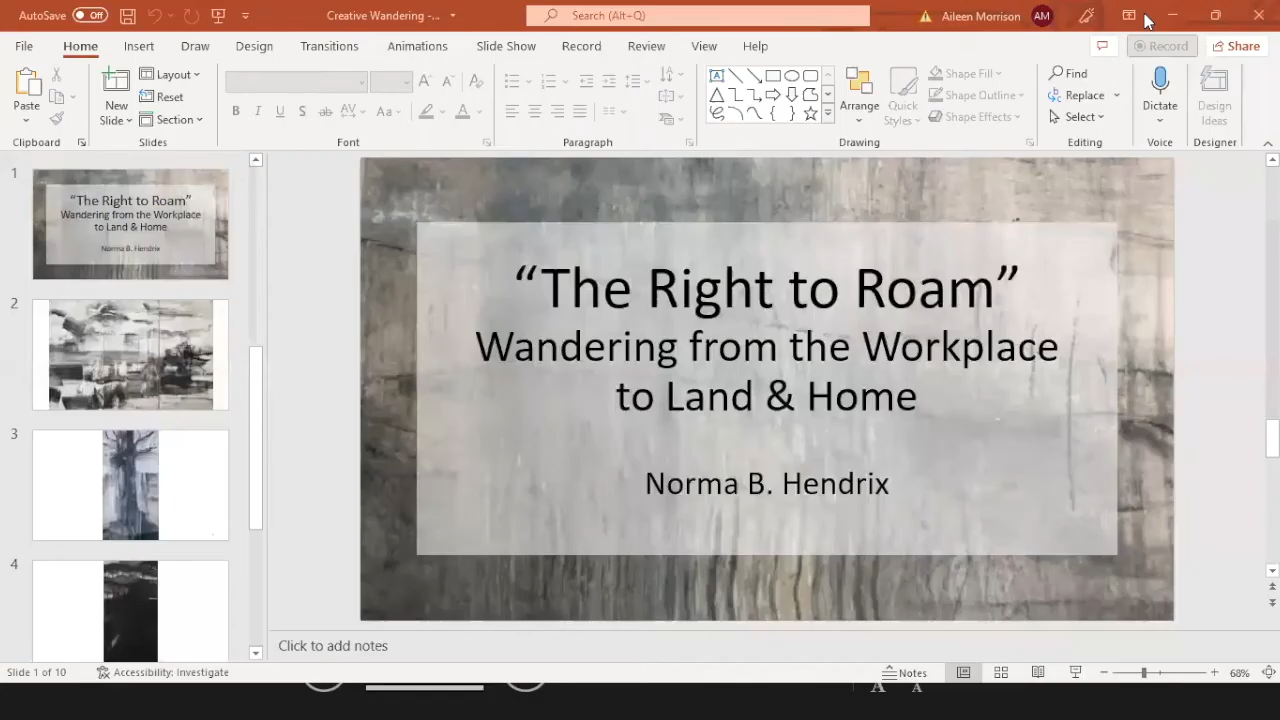 AutoSave Off Creative Wandering -... Search (Alt+Q) Aileen Morrison AM
File Home Insert Draw Design Transitions Animations Slide Show Record Review View Help Record Share
Paste New Slide Layout Reset Section Arrange Quick Styles Shape Fill Shape Outline Shape Effects Find Replace Select Dictate Design Ideas
B I U S ab AV Aa A
Clipboard Slides Font Paragraph Drawing Editing Voice Designer
1
“The Right to Roam”
Wandering from the Workplace
to Land & Home
Norma B. Hendrix
2
3
4
“The Right to Roam”
Wandering from the Workplace
to Land & Home
Norma B. Hendrix
Click to add notes
Slide 1 of 10 Accessibility: Investigate Notes 68%
A A